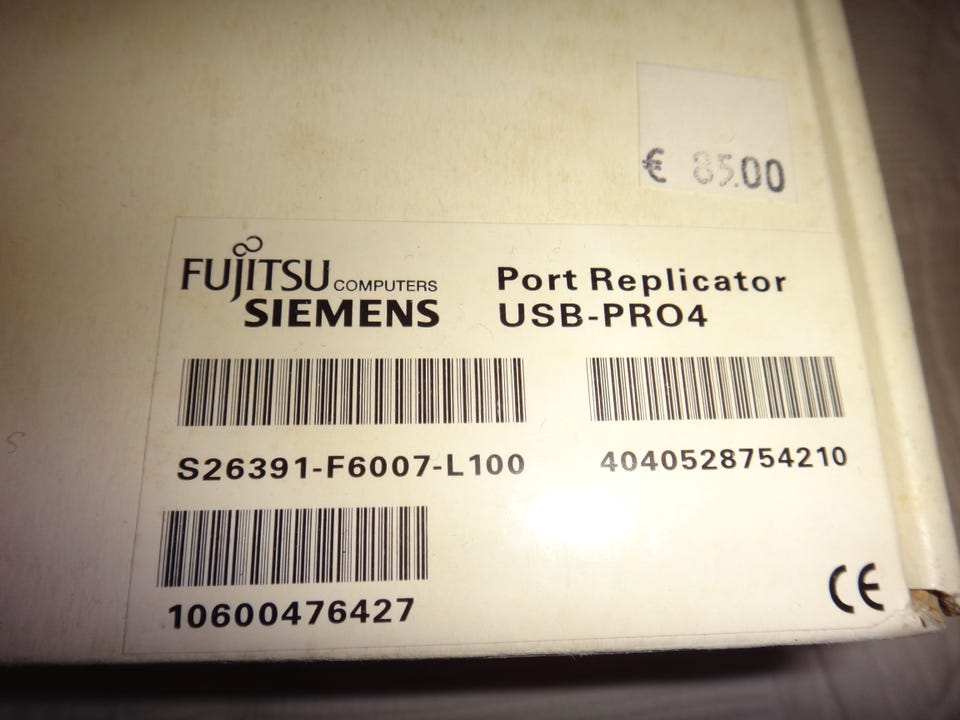 € 85.00
FUJITSU COMPUTERS
SIEMENS
Port Replicator
USB-PRO4
S26391-F6007-L100
4040528754210
10600476427
CE